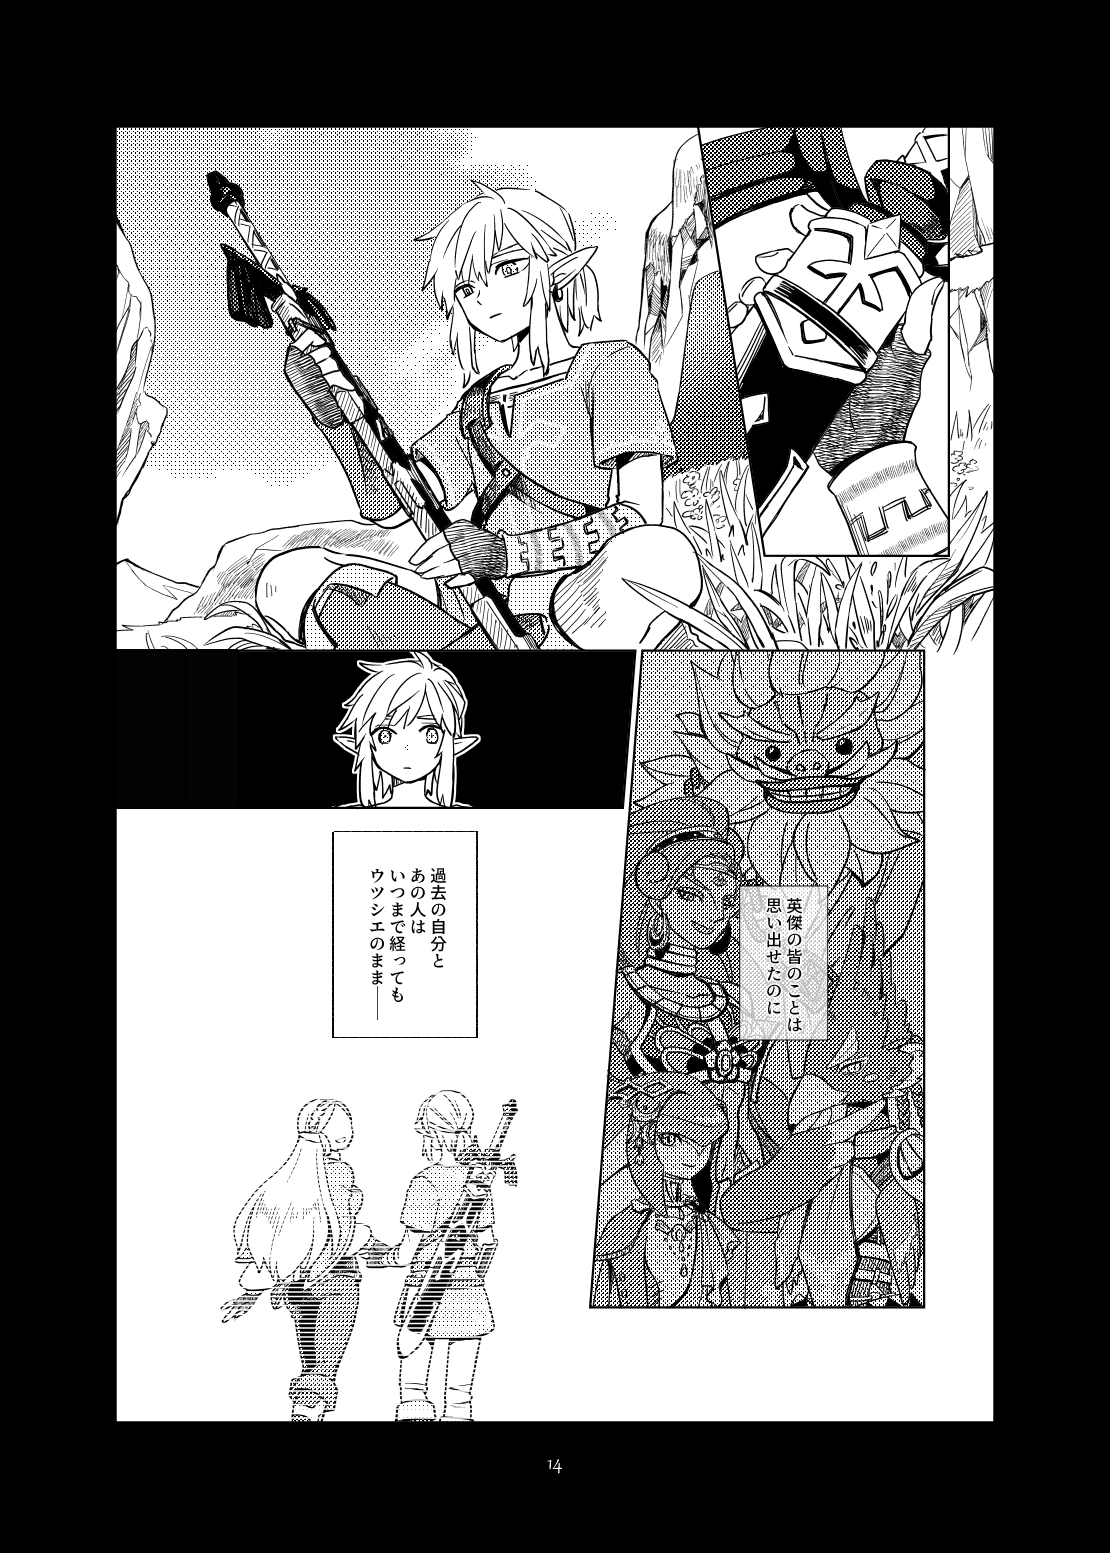 英傑の皆のことは
思い出せたのに
過去の自分と
あの人は
いつまで経っても
ウツシエのまま――
14